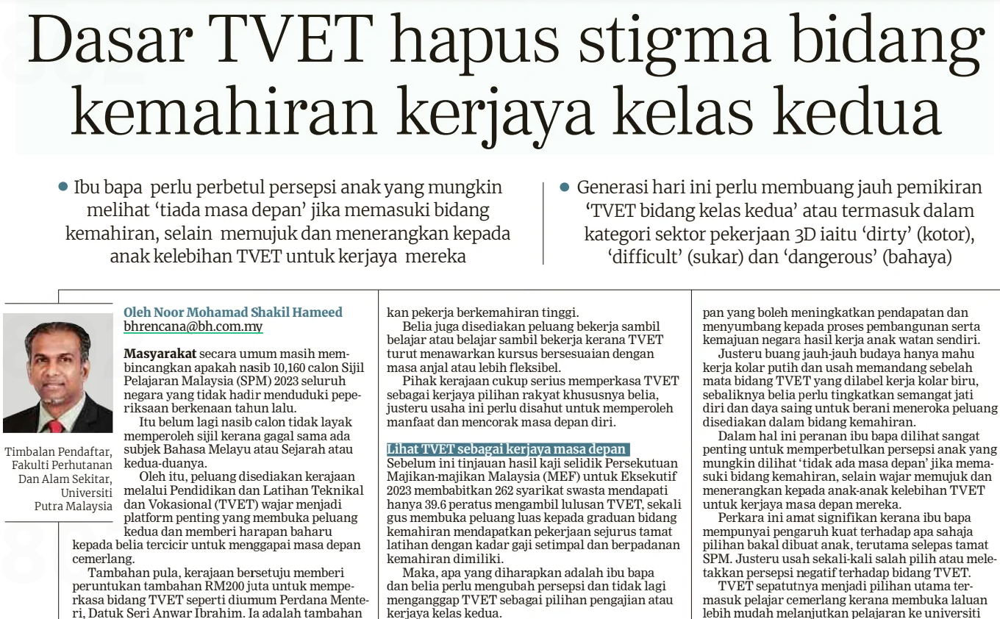 Dasar TVET hapus stigma bidang
kemahiran kerjaya kelas kedua
● Ibu bapa perlu perbetul persepsi anak yang mungkin
melihat ‘tiada masa depan’ jika memasuki bidang
kemahiran, selain memujuk dan menerangkan kepada
anak kelebihan TVET untuk kerjaya mereka
● Generasi hari ini perlu membuang jauh pemikiran
‘TVET bidang kelas kedua’ atau termasuk dalam
kategori sektor pekerjaan 3D iaitu ‘dirty’ (kotor),
‘difficult’ (sukar) dan ‘dangerous’ (bahaya)
Timbalan Pendaftar,
Fakulti Perhutanan
Dan Alam Sekitar,
Universiti
Putra Malaysia
Oleh Noor Mohamad Shakil Hameed
bhrencana@bh.com.my
Masyarakat secara umum masih mem-
bincangkan apakah nasib 10,160 calon Sijil
Pelajaran Malaysia (SPM) 2023 seluruh
negara yang tidak hadir menduduki pepe-
riksaan berkenaan tahun lalu.
Itu belum lagi nasib calon tidak layak
memperoleh sijil kerana gagal sama ada
subjek Bahasa Melayu atau Sejarah atau
kedua-duanya.
Oleh itu, peluang disediakan kerajaan
melalui Pendidikan dan Latihan Teknikal
dan Vokasional (TVET) wajar menjadi
platform penting yang membuka peluang
kedua dan memberi harapan baharu
kepada belia tercicir untuk menggapai masa depan
cemerlang.
Tambahan pula, kerajaan bersetuju memberi
peruntukan tambahan RM200 juta untuk mempe-
rkasa bidang TVET seperti diumum Perdana Mente-
ri, Datuk Seri Anwar Ibrahim. Ia adalah tambahan
kan pekerja berkemahiran tinggi.
Belia juga disediakan peluang bekerja sambil
belajar atau belajar sambil bekerja kerana TVET
turut menawarkan kursus bersesuaian dengan
masa anjal atau lebih fleksibel.
Pihak kerajaan cukup serius memperkasa TVET
sebagai kerjaya pilihan rakyat khususnya belia,
justeru usaha ini perlu disahut untuk memperoleh
manfaat dan mencorak masa depan diri.
Lihat TVET sebagai kerjaya masa depan
Sebelum ini tinjauan hasil kaji selidik Persekutuan
Majikan-majikan Malaysia (MEF) untuk Eksekutif
2023 membabitkan 262 syarikat swasta mendapati
hanya 39.6 peratus mengambil lulusan TVET, sekali
gus membuka peluang luas kepada graduan bidang
kemahiran mendapatkan pekerjaan sejurus tamat
latihan dengan kadar gaji setimpal dan berpadanan
kemahiran dimiliki.
Maka, apa yang diharapkan adalah ibu bapa
dan belia perlu mengubah persepsi dan tidak lagi
menganggap TVET sebagai pilihan pengajian atau
kerjaya kelas kedua.
pan yang boleh meningkatkan pendapatan dan
menyumbang kepada proses pembangunan serta
kemajuan negara hasil kerja anak watan sendiri.
Justeru buang jauh-jauh budaya hanya mahu
kerja kolar putih dan usah memandang sebelah
mata bidang TVET yang dilabel kerja kolar biru,
sebaliknya belia perlu tingkatkan semangat jati
diri dan daya saing untuk berani meneroka peluang
disediakan dalam bidang kemahiran.
Dalam hal ini peranan ibu bapa dilihat sangat
penting untuk memperbetulkan persepsi anak yang
mungkin dilihat ‘tidak ada masa depan’ jika mema-
suki bidang kemahiran, selain wajar memujuk dan
menerangkan kepada anak-anak kelebihan TVET
untuk kerjaya masa depan mereka.
Perkara ini amat signifikan kerana ibu bapa
mempunyai pengaruh kuat terhadap apa sahaja
pilihan bakal dibuat anak, terutama selepas tamat
SPM. Justeru usah sekali-kali salah pilih atau mele-
takkan persepsi negatif terhadap bidang TVET.
TVET sepatutnya menjadi pilihan utama ter-
masuk pelajar cemerlang kerana membuka laluan
lebih mudah melanjutkan pelajaran ke universiti